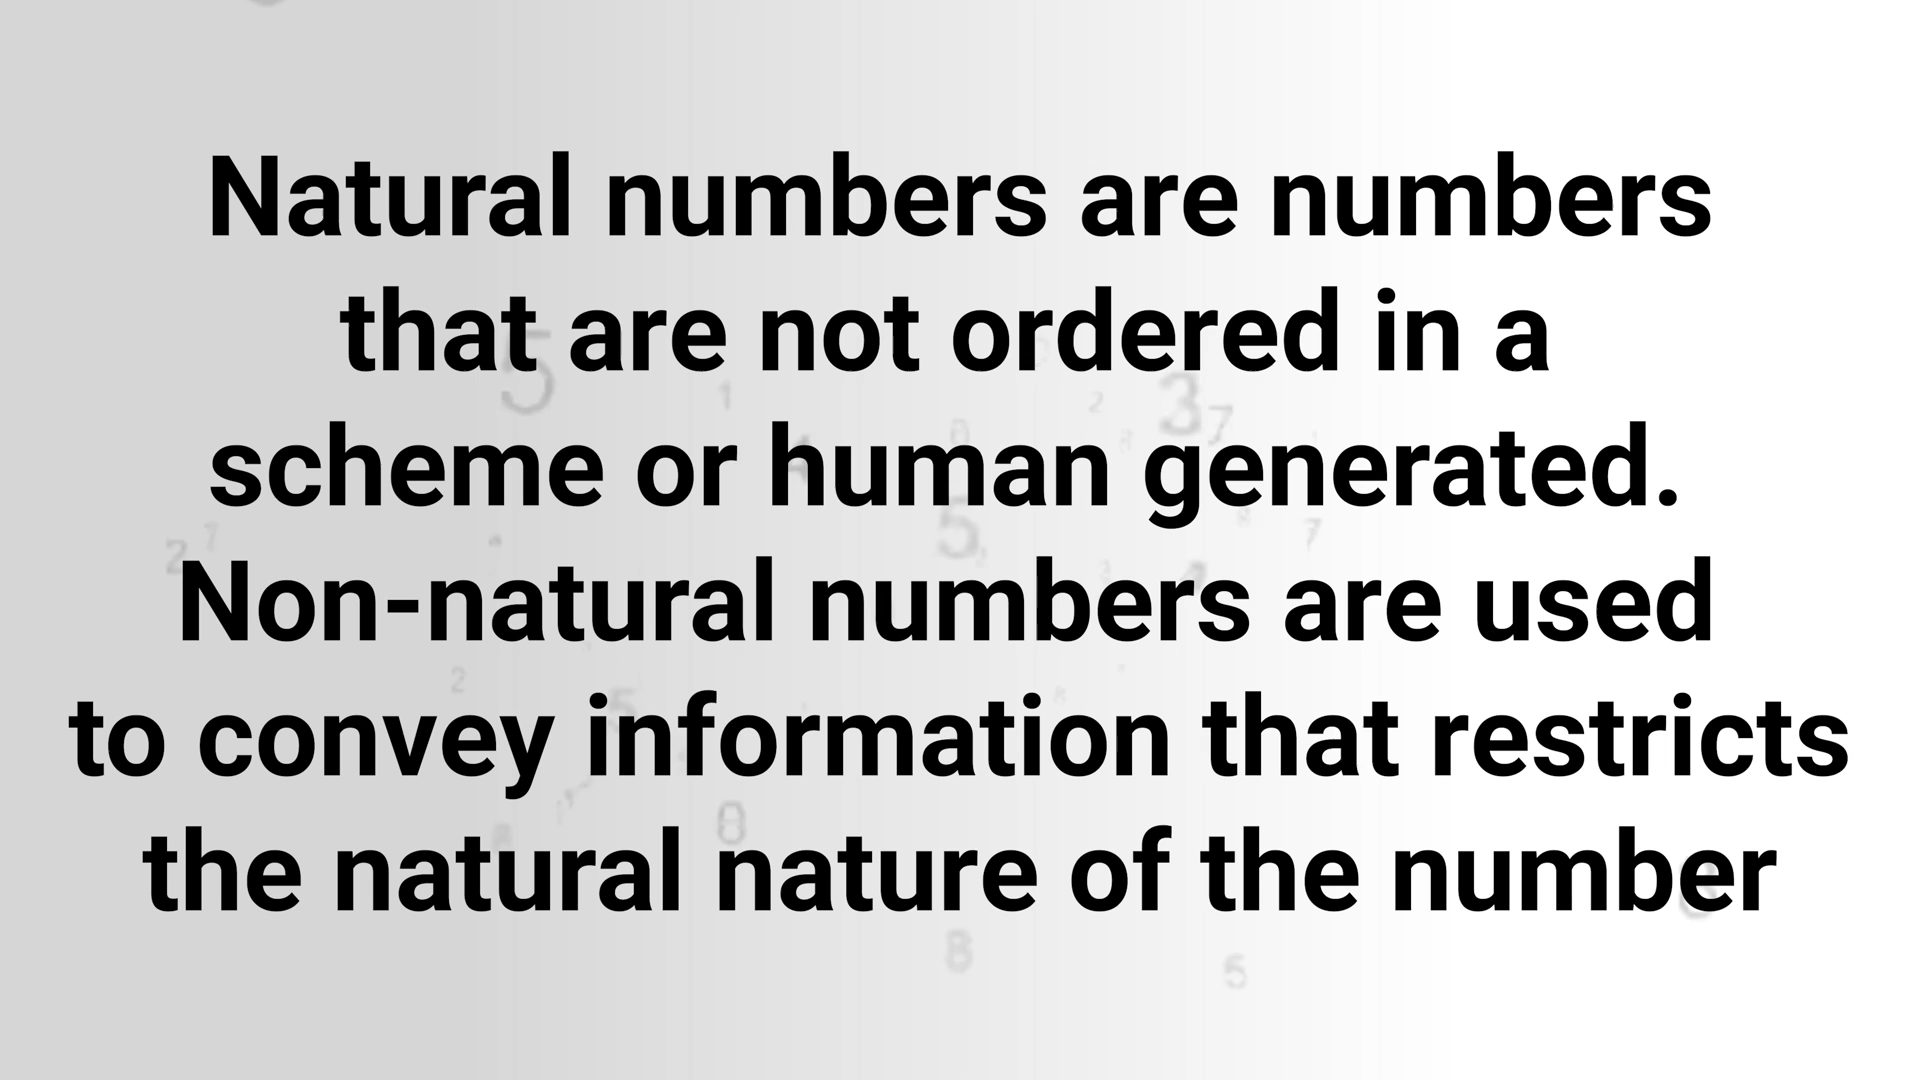 Natural numbers are numbers
that are not ordered in a
scheme or human generated.
Non-natural numbers are used
to convey information that restricts
the natural nature of the number